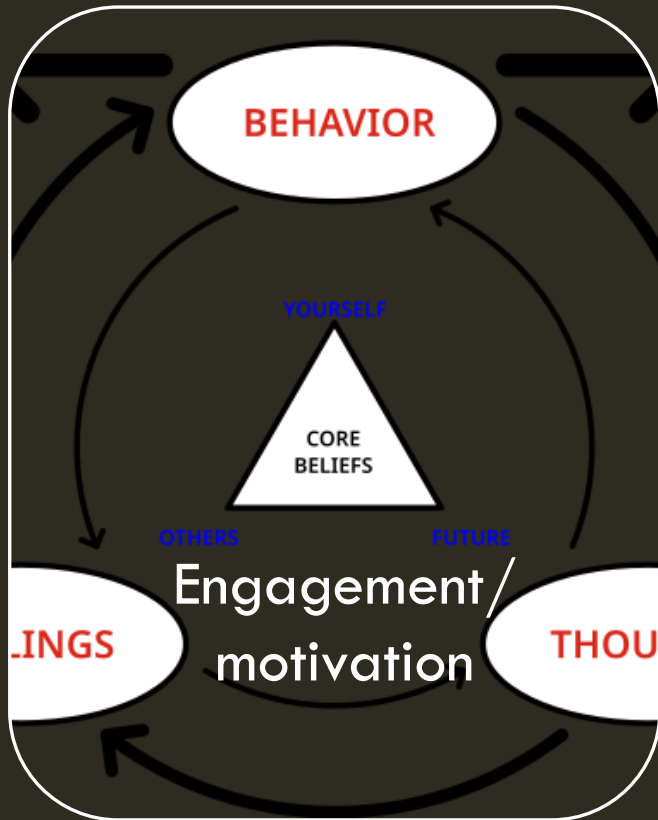 BEHAVIOR
YOURSELF
CORE
BELIEFS
OTHERS
FUTURE
Engagement/
motivation
LINGS
THOU